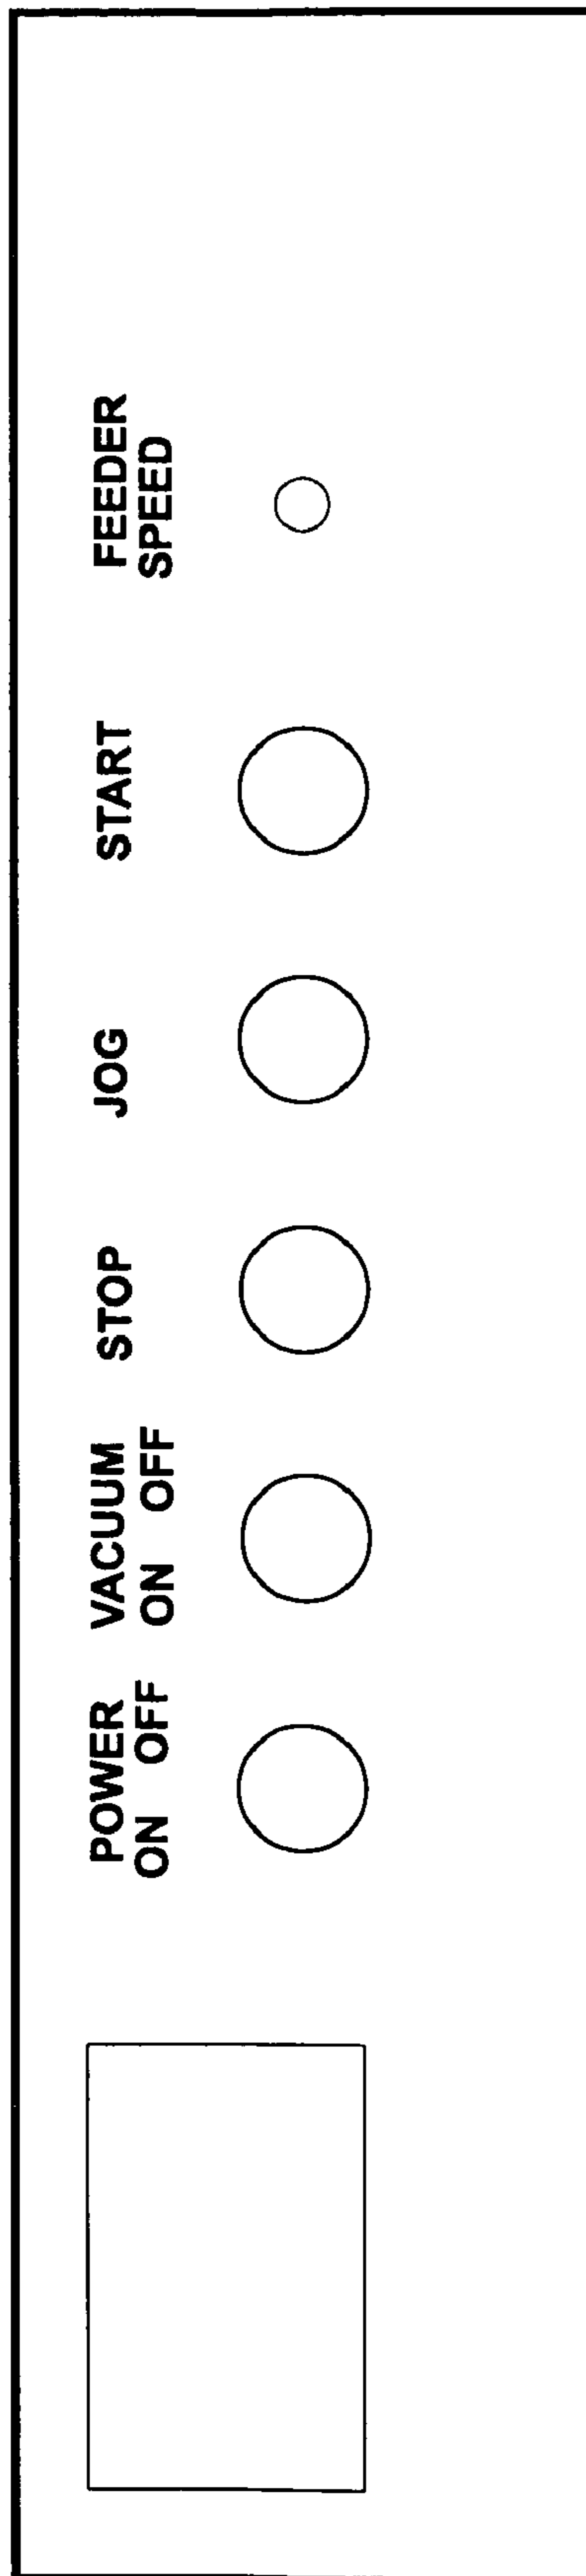 POWER
ON OFF
VACUUM
ON OFF
STOP
JOG
START
FEEDER
SPEED